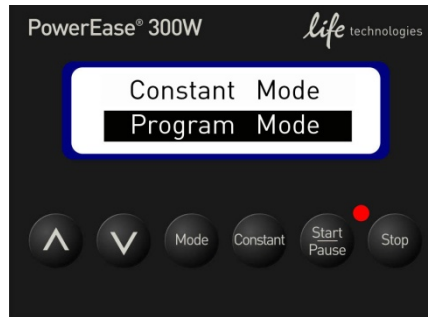 PowerEase® 300W life technologies
Constant Mode
Program Mode
Mode Constant Start Stop
Pause